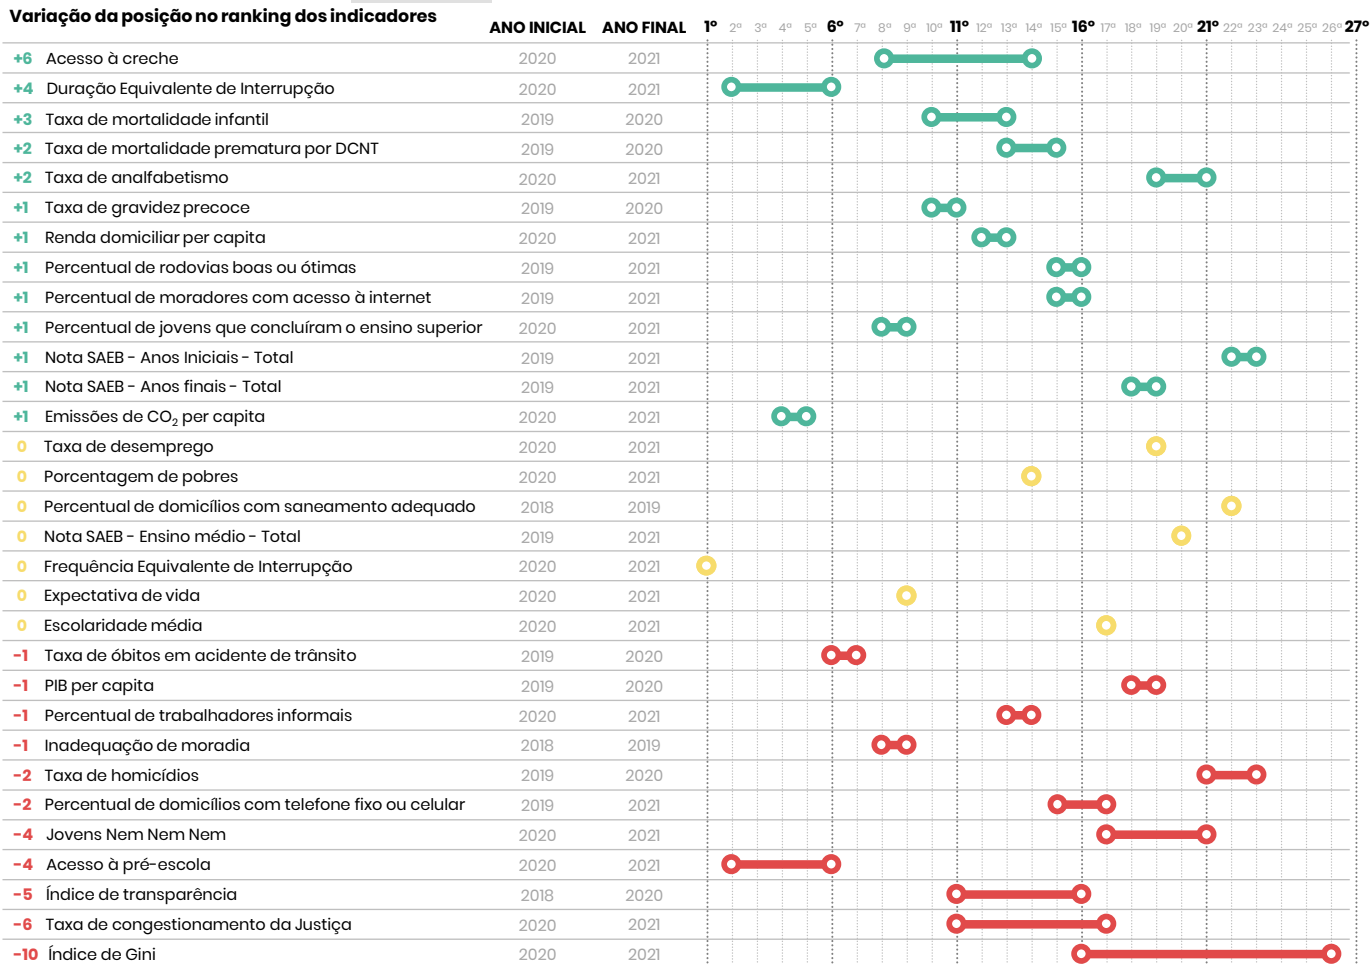 Variação da posição no ranking dos indicadores ANO INICIAL ANO FINAL 1º 2º 3º 4º 5º 6º 7º 8º 9º 10º 11º 12º 13º 14º 15º 16º 17º 18º 19º 20º 21º 22º 23º 24º 25º 26º 27º
+6 Acesso à creche 2020 2021
+4 Duração Equivalente de Interrupção 2020 2021
+3 Taxa de mortalidade infantil 2019 2020
+2 Taxa de mortalidade prematura por DCNT 2019 2020
+2 Taxa de analfabetismo 2020 2021
+1 Taxa de gravidez precoce 2019 2020
+1 Renda domiciliar per capita 2020 2021
+1 Percentual de rodovias boas ou ótimas 2019 2021
+1 Percentual de moradores com acesso à internet 2019 2021
+1 Percentual de jovens que concluíram o ensino superior 2020 2021
+1 Nota SAEB - Anos Iniciais - Total 2019 2021
+1 Nota SAEB - Anos finais - Total 2019 2021
+1 Emissões de CO₂ per capita 2020 2021
0 Taxa de desemprego 2020 2021
0 Porcentagem de pobres 2020 2021
0 Percentual de domicílios com saneamento adequado 2018 2019
0 Nota SAEB - Ensino médio - Total 2019 2021
0 Frequência Equivalente de Interrupção 2020 2021
0 Expectativa de vida 2020 2021
0 Escolaridade média 2020 2021
-1 Taxa de óbitos em acidente de trânsito 2019 2020
-1 PIB per capita 2019 2020
-1 Percentual de trabalhadores informais 2020 2021
-1 Inadequação de moradia 2018 2019
-2 Taxa de homicídios 2019 2020
-2 Percentual de domicílios com telefone fixo ou celular 2019 2021
-4 Jovens Nem Nem Nem 2020 2021
-4 Acesso à pré-escola 2020 2021
-5 Índice de transparência 2018 2020
-6 Taxa de congestionamento da Justiça 2020 2021
-10 Índice de Gini 2020 2021